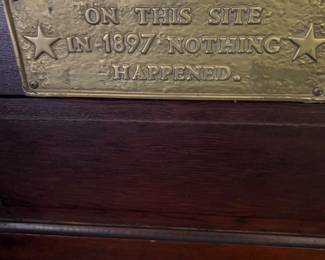 ON THIS SITE
IN 1897 NOTHING
HAPPENED.